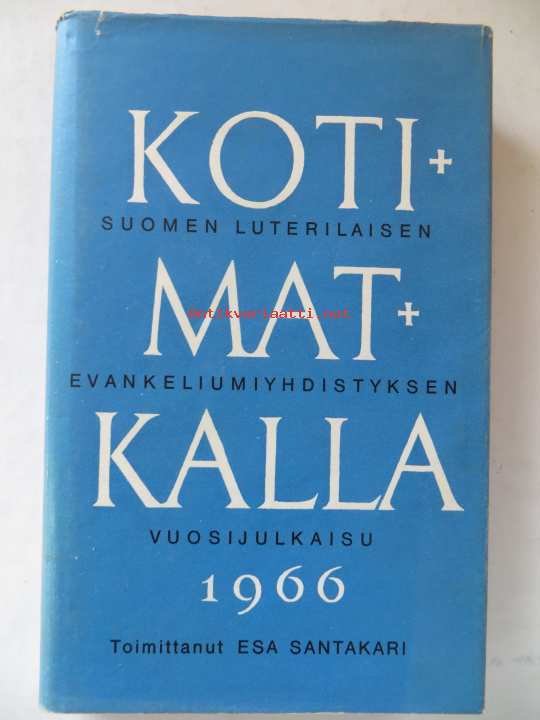 KOTI+
SUOMEN LUTERILAISEN
MAT+
antikvariaatti.net
EVANKELIUMIYHDISTYKSEN
KALLA
VUOSIJULKAISU
1966
Toimittanut ESA SANTAKARI